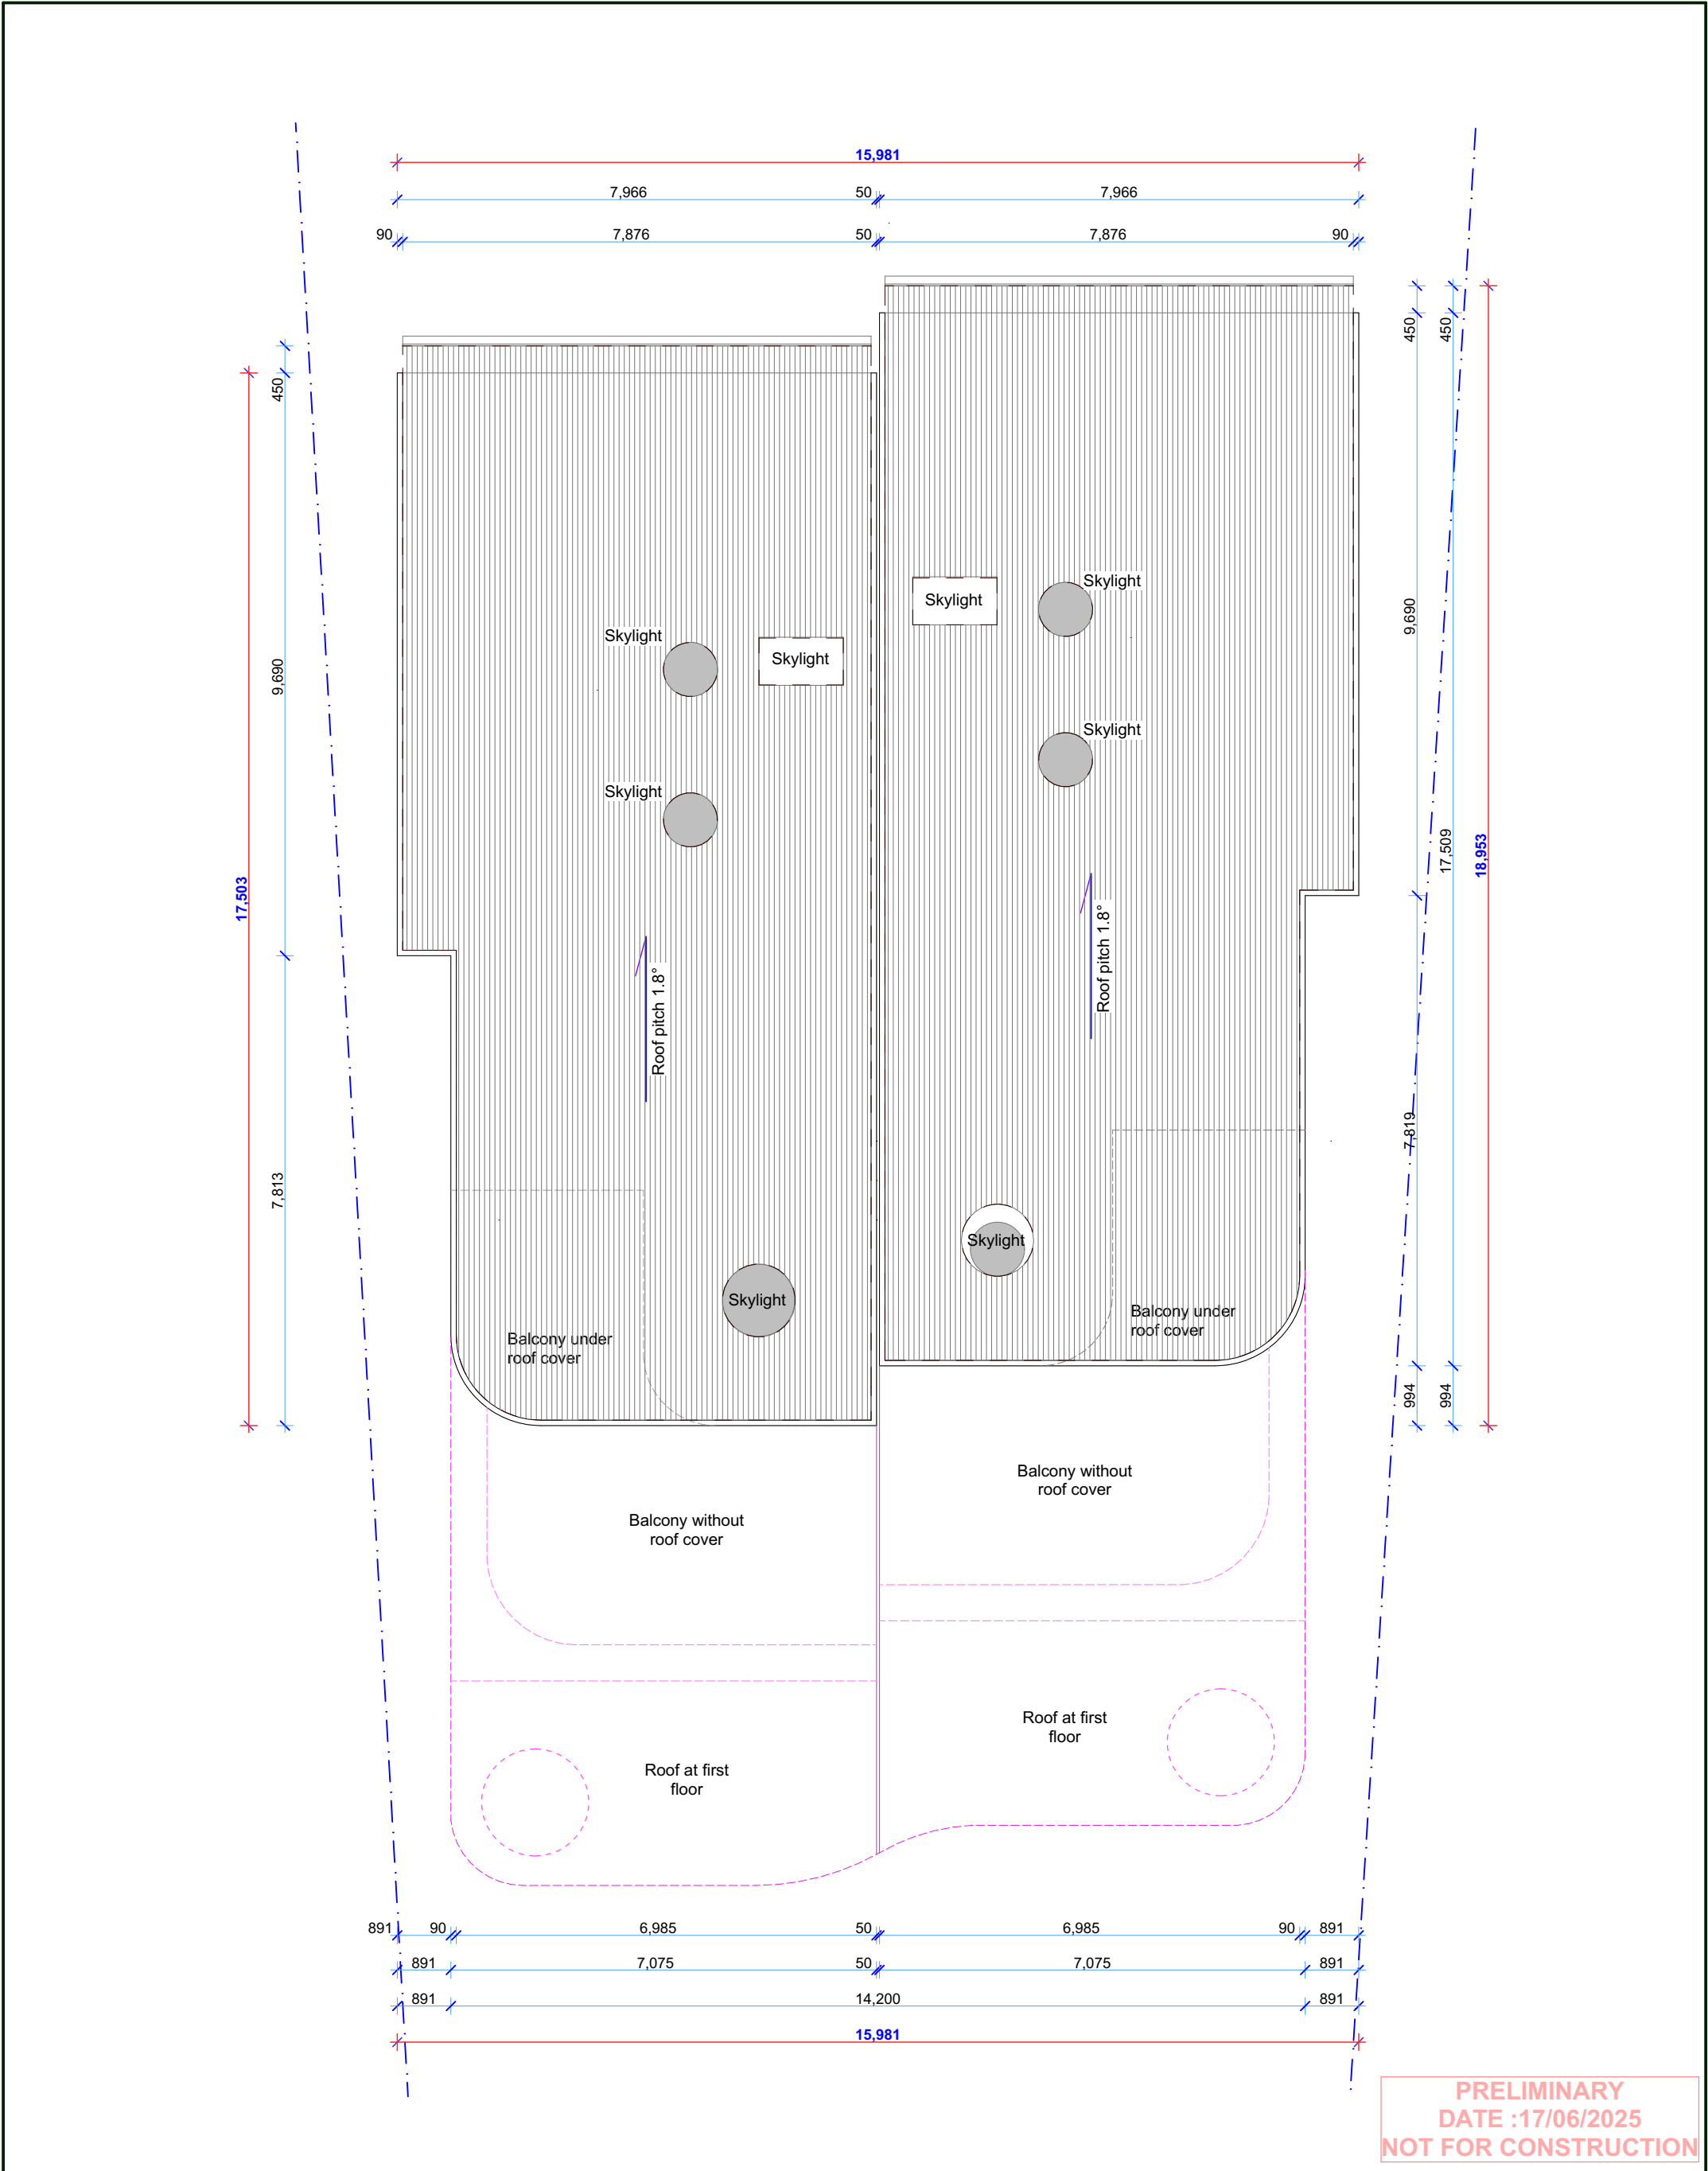 15,981
7,966 50 7,966
90 7,876 50 7,876 90
450 450
450
Skylight
Skylight
9,690
Skylight
Skylight
9,690
Skylight
Skylight
17,509
18,953
17,503
Roof pitch 1.8°
Roof pitch 1.8°
7,819
7,813
Skylight
Skylight
Balcony under
roof cover
Balcony under
roof cover
994 994
Balcony without
roof cover
Balcony without
roof cover
Roof at first
floor
Roof at first
floor
891 90 6,985 50 6,985 90 891
891 7,075 50 7,075 891
891 14,200 891
15,981
PRELIMINARY
DATE :17/06/2025
NOT FOR CONSTRUCTION